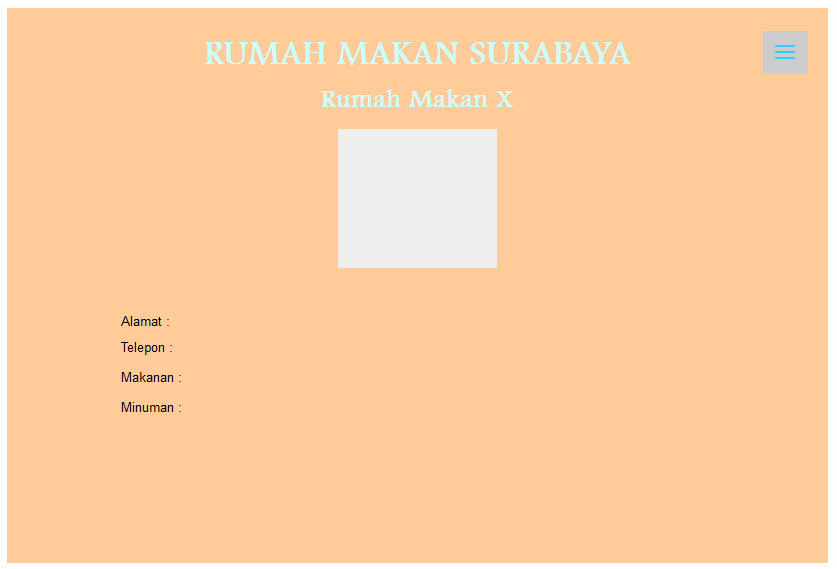 RUMAH MAKAN SURABAYA
Rumah Makan X
Alamat :
Telepon :
Makanan :
Minuman :